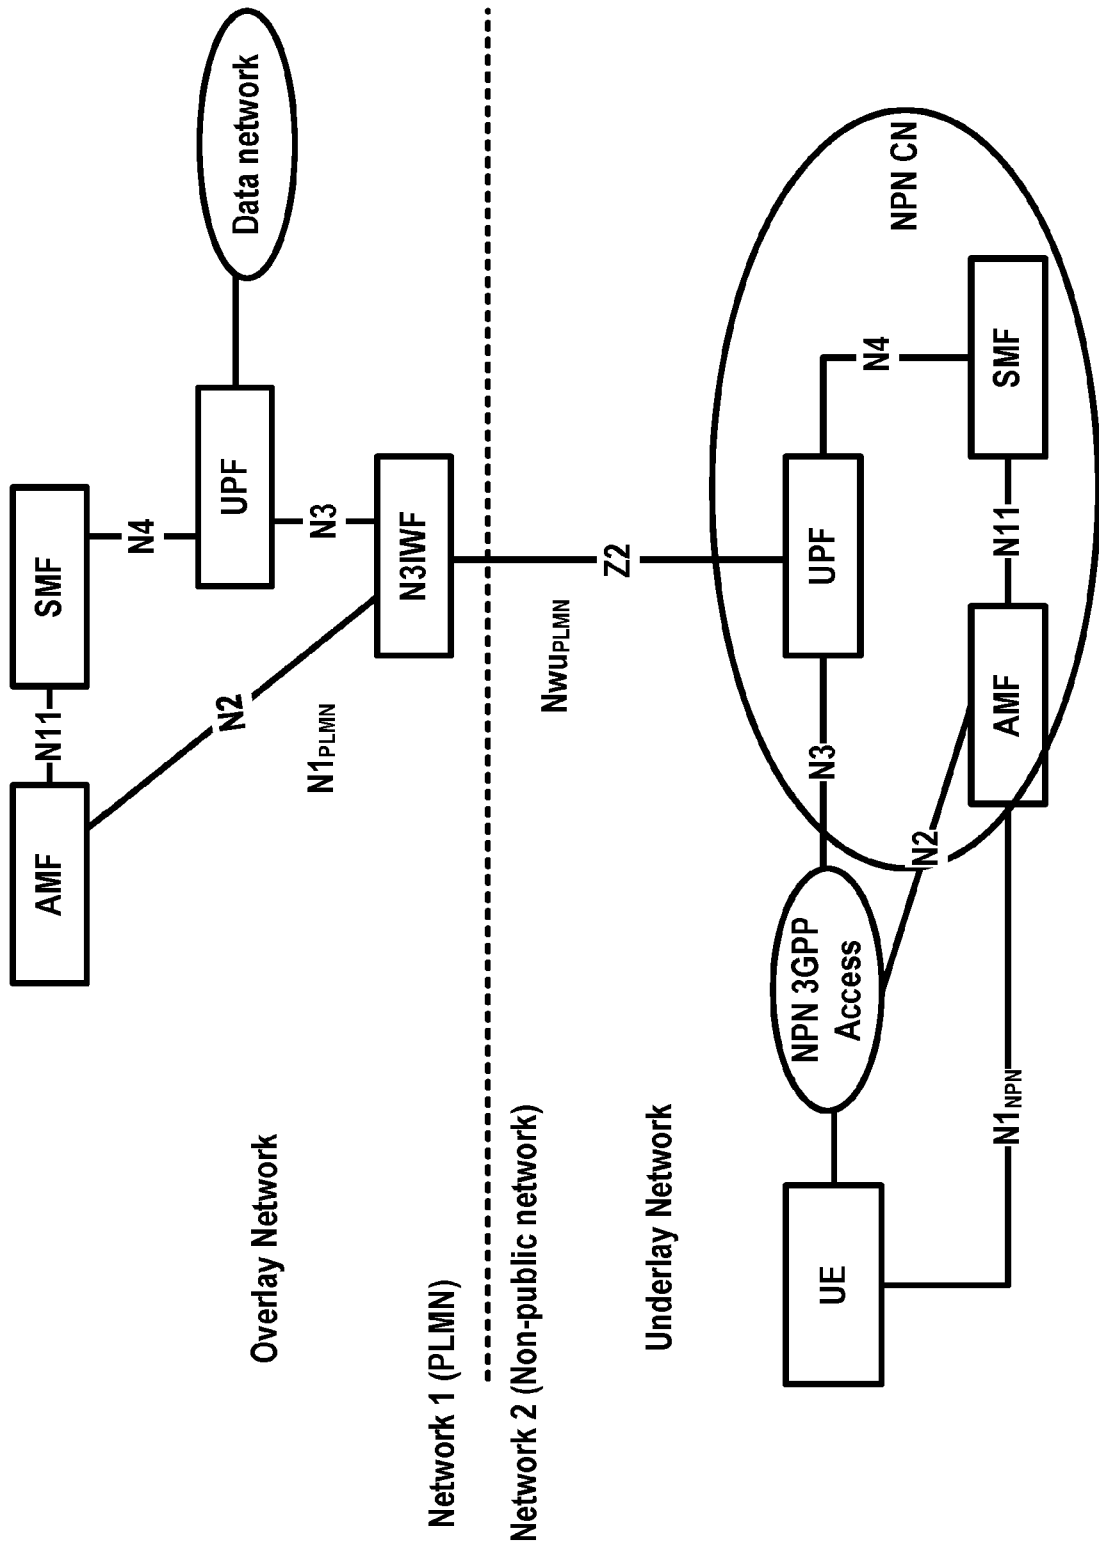 AMF
N11
SMF
N4
UPF
Data network
N2
N3
N1PLMN
N3IWF
Overlay Network
Network 1 (PLMN)
Network 2 (Non-public network)
NwuPLMN
Z2
Underlay Network
UE
NPN 3GPP
Access
N3
UPF
N4
NPN CN
N2
AMF
N11
SMF
N1NPN